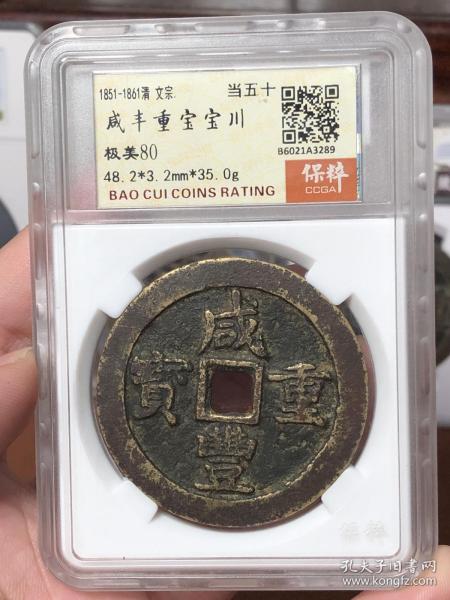 1851-1861清 文宗 当五十
咸丰重宝宝川
极美80
48.2*3.2mm*35.0g
BAO CUI COINS RATING
B6021A3289
保粹
CCGA
咸
寶 重
豐
保粹
孔夫子旧书网
www.kongfz.com